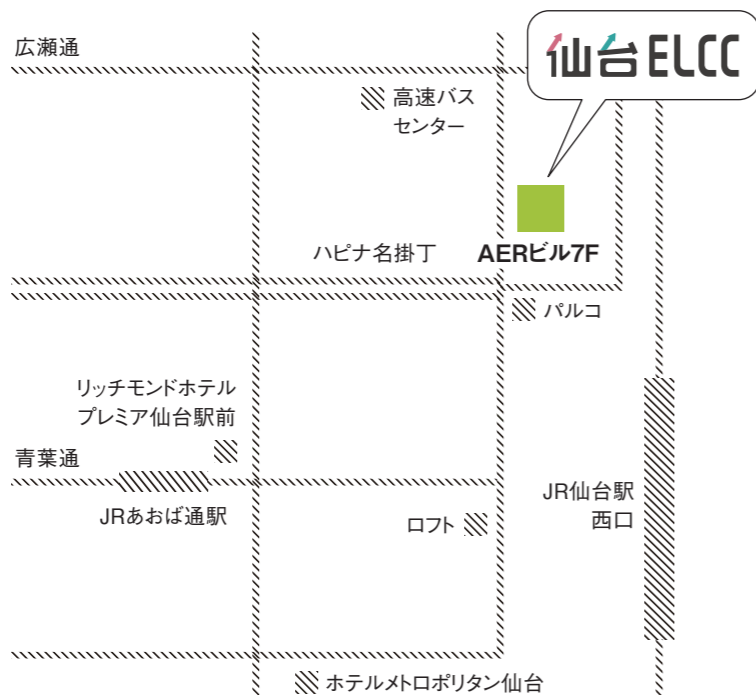 広瀬通
仙台ELCC
高速バス
センター
ハピナ名掛丁
AERビル7F
パルコ
リッチモンドホテル
プレミア仙台駅前
青葉通
JRあおば通駅
ロフト
JR仙台駅
西口
ホテルメトロポリタン仙台